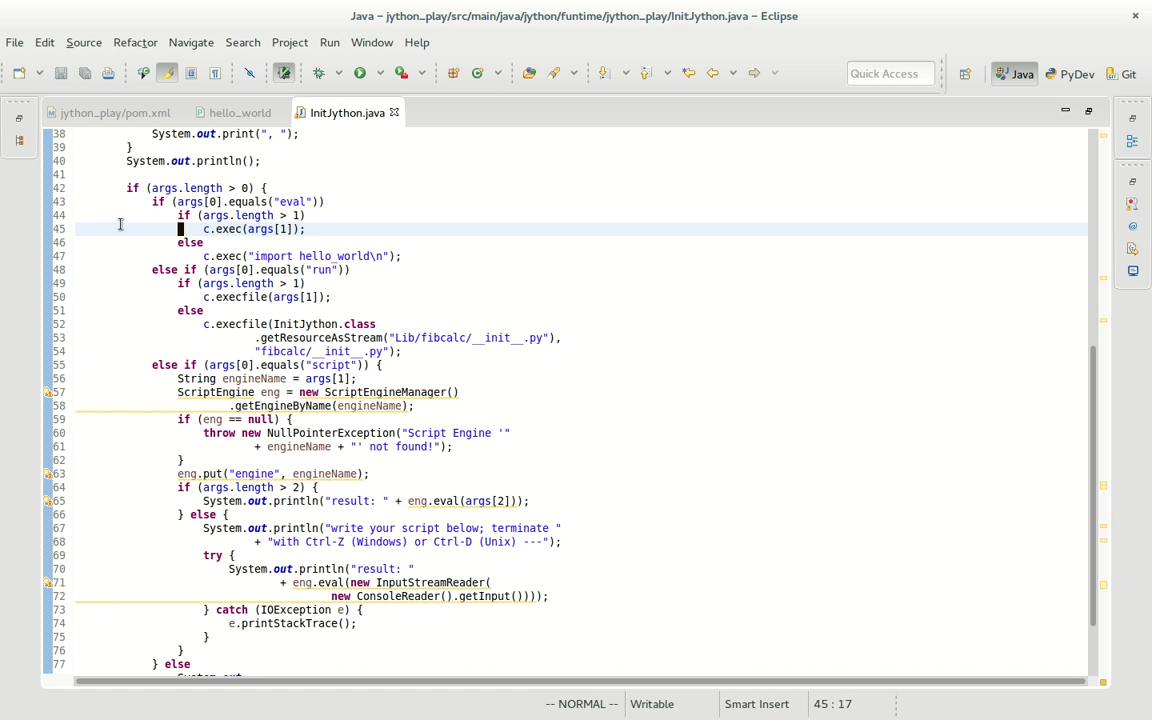 Java – jython_play/src/main/java/jython/funtime/jython_play/InitJython.java – Eclipse
File Edit Source Refactor Navigate Search Project Run Window Help
Quick Access Java PyDev Git
jython_play/pom.xml hello_world InitJython.java
38 System.out.print(", ");
39 }
40 System.out.println();
41
42 if (args.length > 0) {
43 if (args[0].equals("eval"))
44 if (args.length > 1)
45 c.exec(args[1]);
46 else
47 c.exec("import hello_world\n");
48 else if (args[0].equals("run"))
49 if (args.length > 1)
50 c.execfile(args[1]);
51 else
52 c.execfile(InitJython.class
53 .getResourceAsStream("Lib/fibcalc/__init__.py"),
54 "fibcalc/__init__.py");
55 else if (args[0].equals("script")) {
56 String engineName = args[1];
57 ScriptEngine eng = new ScriptEngineManager()
58 .getEngineByName(engineName);
59 if (eng == null) {
60 throw new NullPointerException("Script Engine '"
61 + engineName + "' not found!");
62 }
63 eng.put("engine", engineName);
64 if (args.length > 2) {
65 System.out.println("result: " + eng.eval(args[2]));
66 } else {
67 System.out.println("write your script below; terminate "
68 + "with Ctrl-Z (Windows) or Ctrl-D (Unix) ---");
69 try {
70 System.out.println("result: "
71 + eng.eval(new InputStreamReader(
72 new ConsoleReader().getInput())));
73 } catch (IOException e) {
74 e.printStackTrace();
75 }
76 }
77 } else
-- NORMAL -- Writable Smart Insert 45 : 17